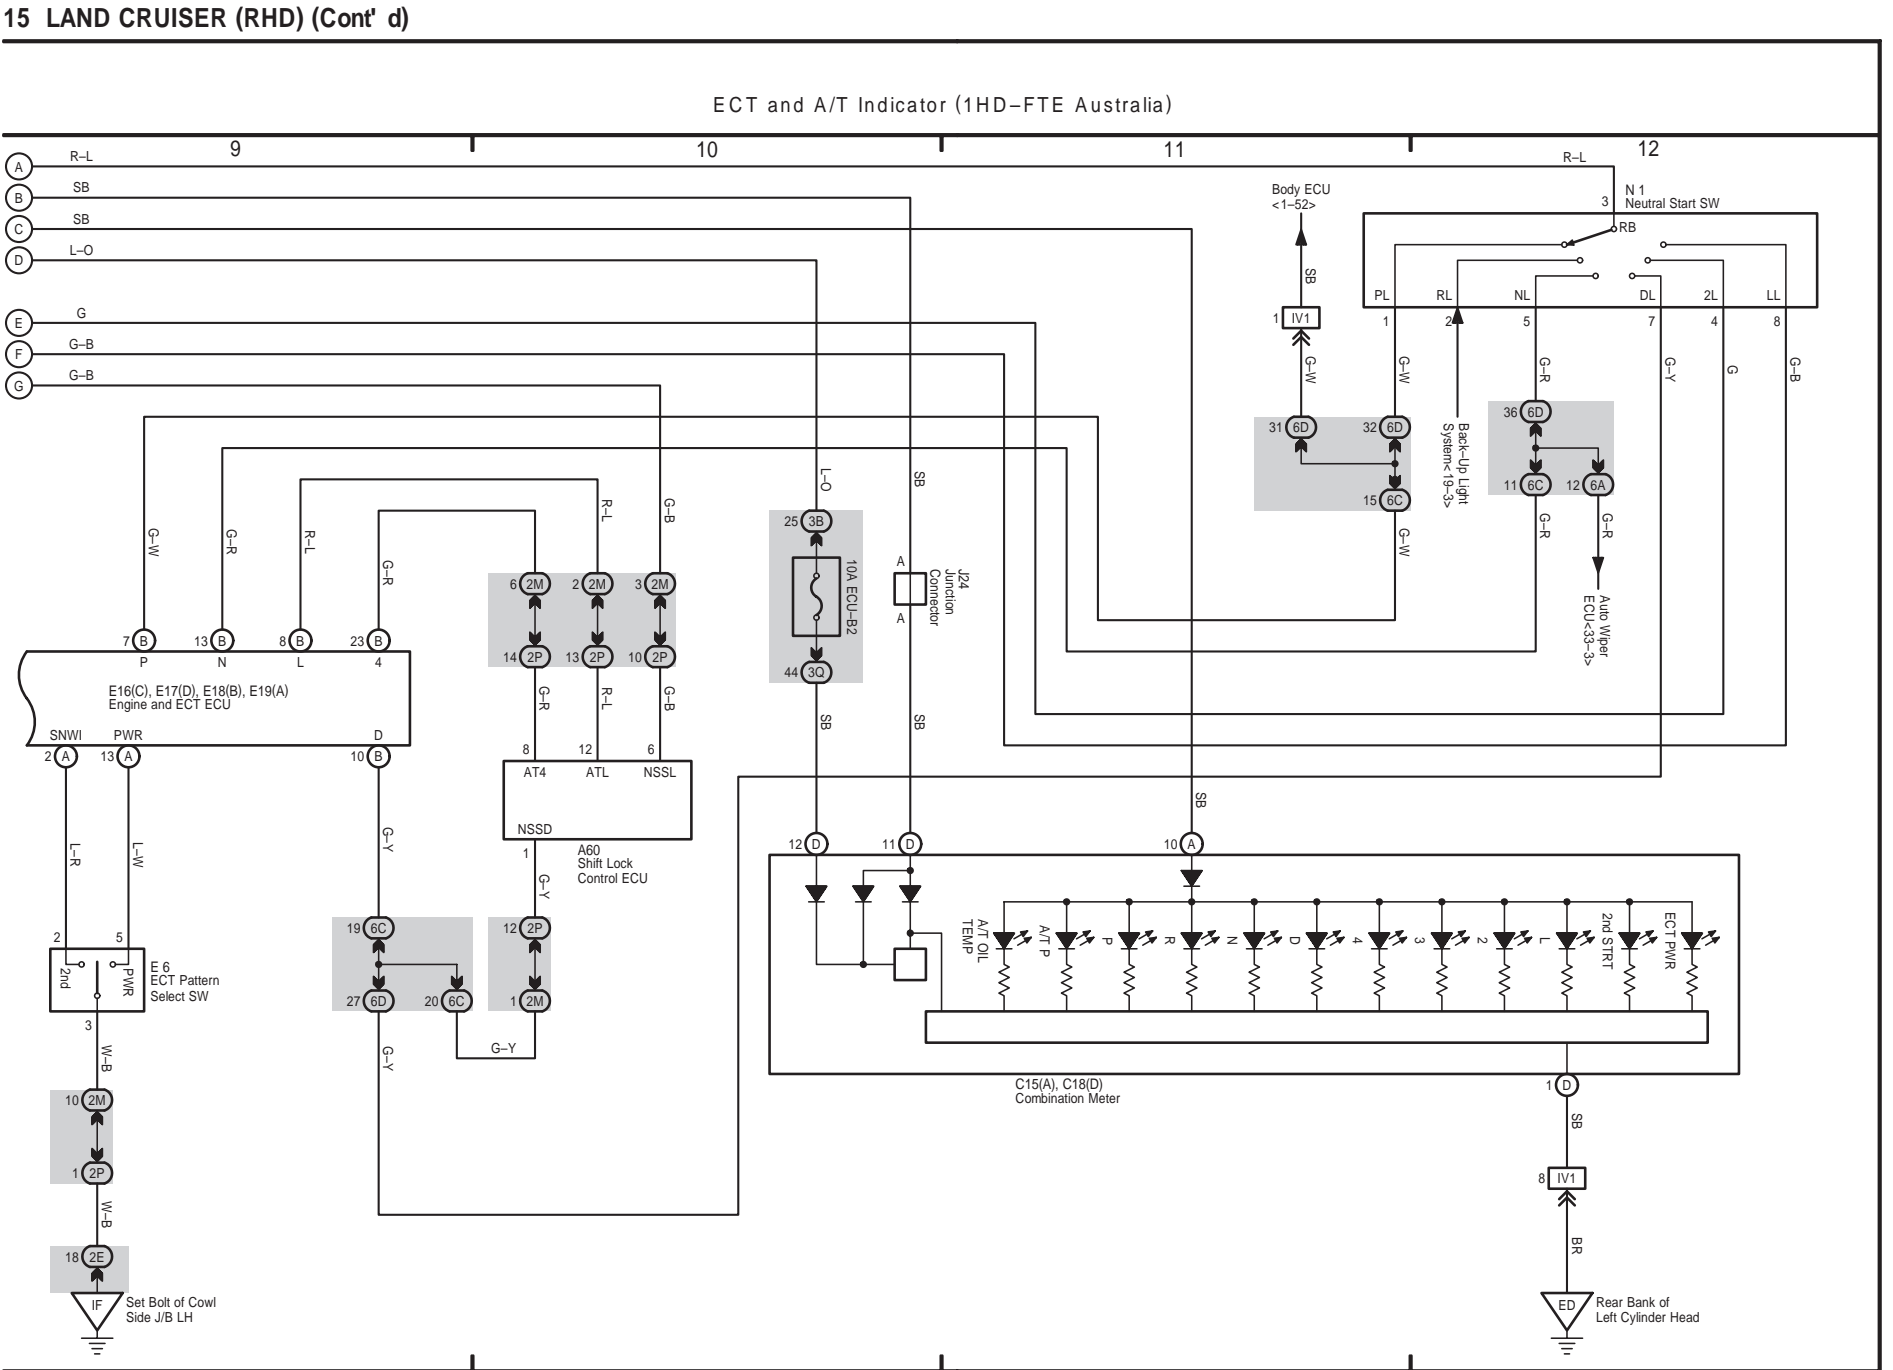 15 LAND CRUISER (RHD) (Cont' d)
ECT and A/T Indicator (1HD–FTE Australia)
9
10
11
12
A
R–L
R–L
B
SB
C
SB
D
L–O
E
G
F
G–B
G
G–B
Body ECU
<1–52>
SB
1
IV1
G–W
N 1
Neutral Start SW
3
RB
PL
RL
NL
DL
2L
LL
1
2
5
7
4
8
G–W
G–R
G–Y
G
G–B
31
6D
32
6D
15
6C
G–W
Back–Up Light
System<19–3>
36
6D
11
6C
12
6A
G–R
G–R
Auto Wiper
ECU<33–3>
G–W
G–R
R–L
G–R
R–L
G–B
L–O
SB
6
2M
2
2M
3
2M
14
2P
13
2P
10
2P
G–R
R–L
G–B
25
3B
10A ECU–B2
44
3Q
SB
A
J24
Junction
Connector
A
SB
7
B
13
B
8
B
23
B
P
N
L
4
E16(C), E17(D), E18(B), E19(A)
Engine and ECT ECU
SNWI
PWR
D
2
A
13
A
10
B
L–R
L–W
G–Y
8
12
6
AT4
ATL
NSSL
NSSD
1
A60
Shift Lock
Control ECU
G–Y
12
2P
1
2M
19
6C
27
6D
20
6C
G–Y
G–Y
2
5
2nd
PWR
E 6
ECT Pattern
Select SW
3
W–B
10
2M
1
2P
W–B
18
2E
IF
Set Bolt of Cowl
Side J/B LH
SB
12
D
11
D
10
A
A/T OIL
TEMP
A/T P
P
R
N
D
4
3
2
L
2nd STRT
ECT PWR
C15(A), C18(D)
Combination Meter
1
D
SB
8
IV1
BR
ED
Rear Bank of
Left Cylinder Head